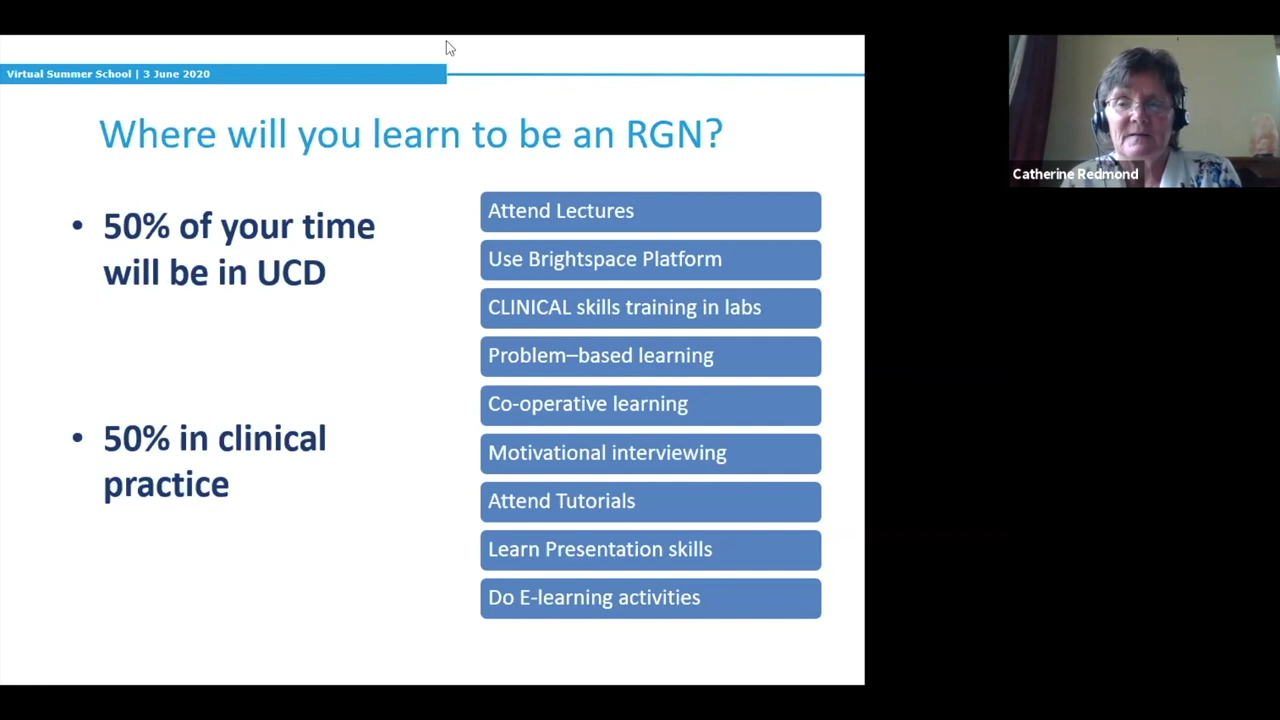 Virtual Summer School | 3 June 2020
Where will you learn to be an RGN?
• 50% of your time
will be in UCD
• 50% in clinical
practice
Attend Lectures
Use Brightspace Platform
CLINICAL skills training in labs
Problem–based learning
Co-operative learning
Motivational interviewing
Attend Tutorials
Learn Presentation skills
Do E-learning activities
Catherine Redmond